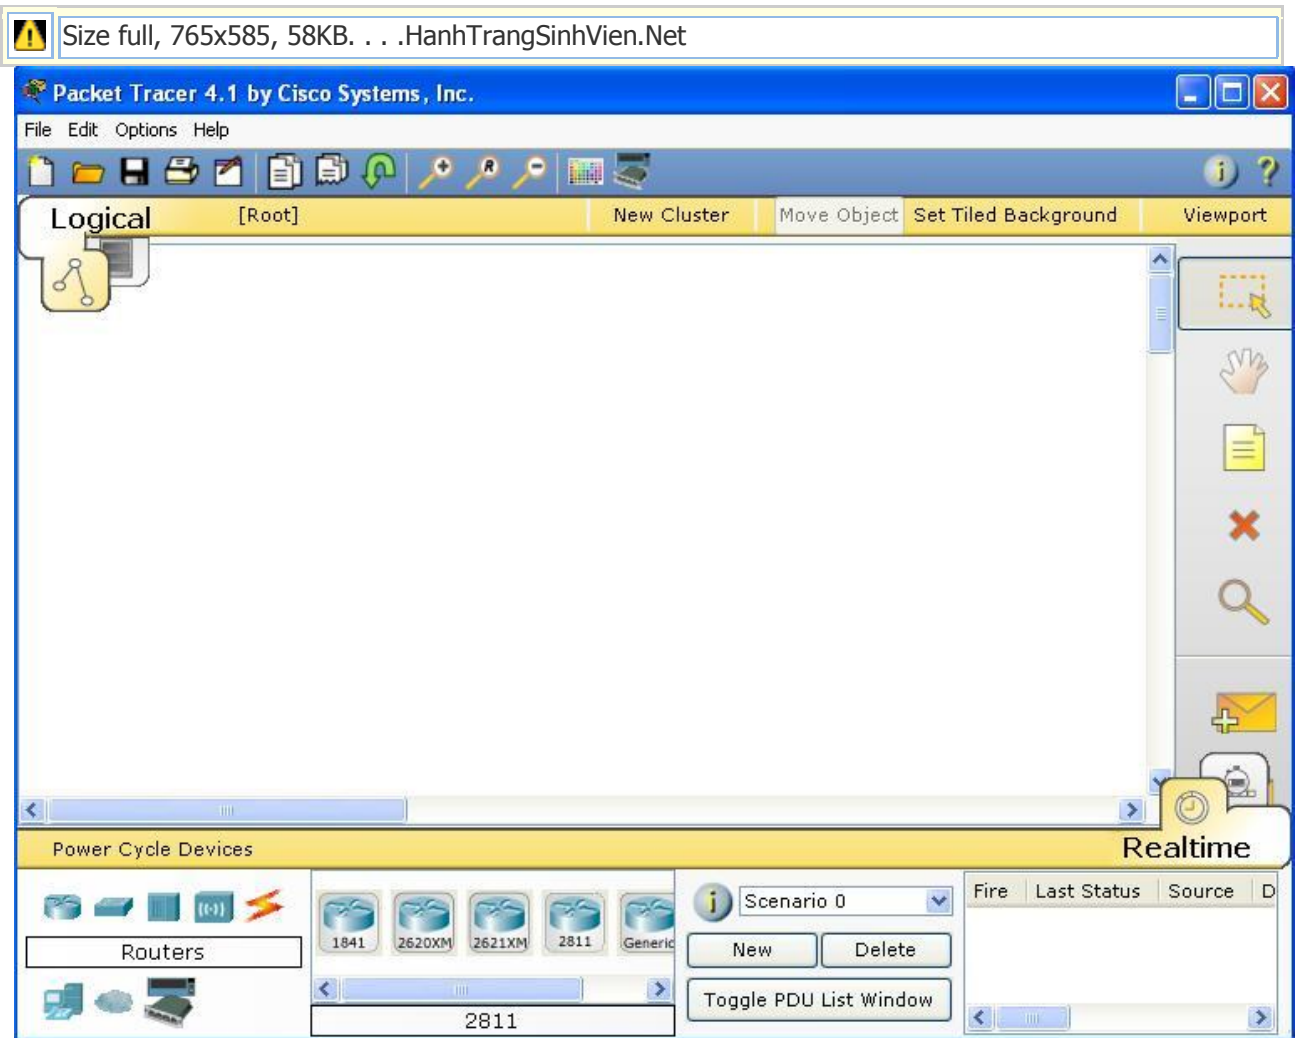 Size full, 765x585, 58KB. . . .HanhTrangSinhVien.Net
Packet Tracer 4.1 by Cisco Systems, Inc.
File Edit Options Help
Logical [Root] New Cluster Move Object Set Tiled Background Viewport
Power Cycle Devices Realtime
1841 2620XM 2621XM 2811 Generic
Routers
2811
Scenario 0
New Delete
Toggle PDU List Window
Fire Last Status Source D